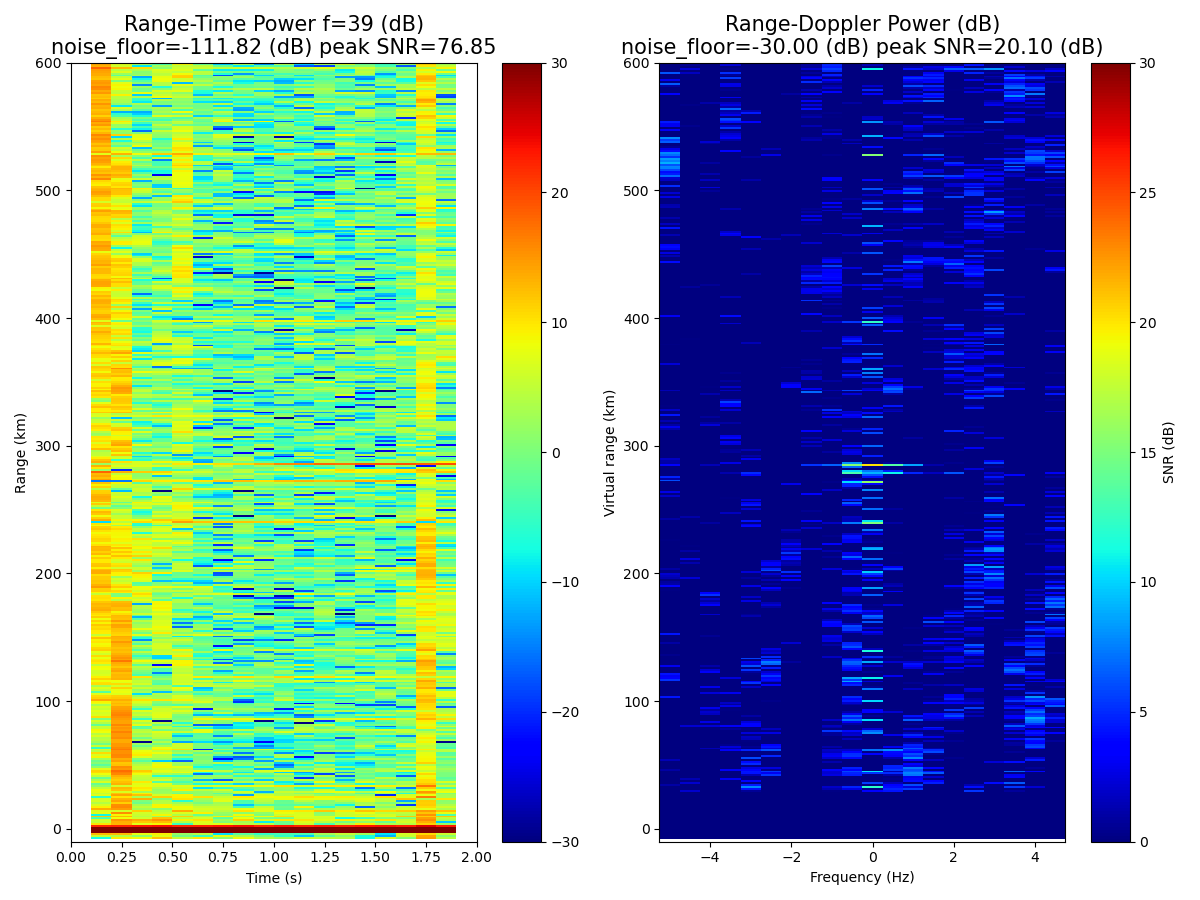 Range-Time Power f=39 (dB)
noise_floor=-111.82 (dB) peak SNR=76.85
Range (km)
600
500
400
300
200
100
0
0.00 0.25 0.50 0.75 1.00 1.25 1.50 1.75 2.00
Time (s)
30
20
10
0
−10
−20
−30
Range-Doppler Power (dB)
noise_floor=-30.00 (dB) peak SNR=20.10 (dB)
Virtual range (km)
600
500
400
300
200
100
0
−4 −2 0 2 4
Frequency (Hz)
30
25
20
15
10
5
0
SNR (dB)